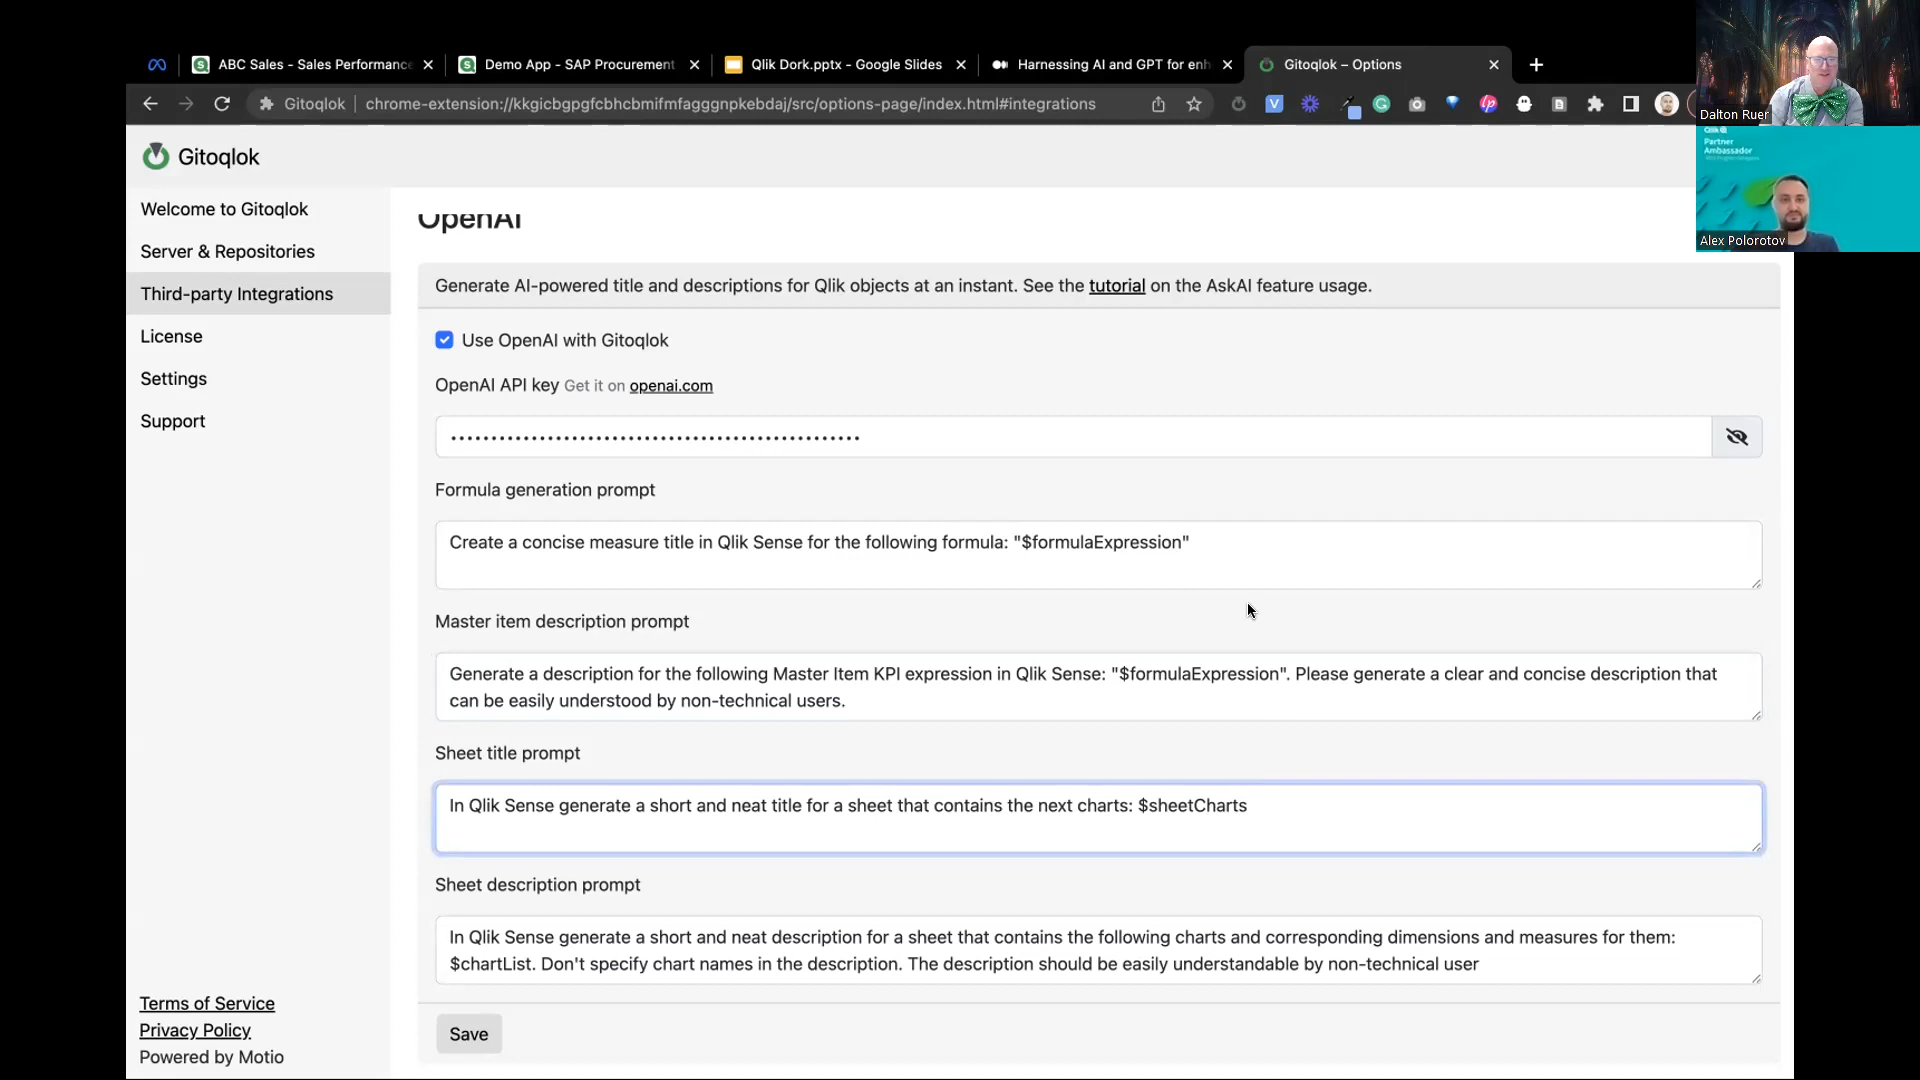 ABC Sales - Sales Performance
Demo App - SAP Procurement
Qlik Dork.pptx - Google Slides
Harnessing AI and GPT for enh
Gitoqlok – Options
Gitoqlok
chrome-extension://kkgicbgpgfcbhcbmifmfagggnpkebdaj/src/options-page/index.html#integrations
Dalton Ruer
Qlik
Partner
Ambassador
Alex Polorotov
Gitoqlok
Welcome to Gitoqlok
Server & Repositories
Third-party Integrations
License
Settings
Support
OpenAI
Generate AI-powered title and descriptions for Qlik objects at an instant. See the tutorial on the AskAI feature usage.
Use OpenAI with Gitoqlok
OpenAI API key Get it on openai.com
Formula generation prompt
Create a concise measure title in Qlik Sense for the following formula: "$formulaExpression"
Master item description prompt
Generate a description for the following Master Item KPI expression in Qlik Sense: "$formulaExpression". Please generate a clear and concise description that
can be easily understood by non-technical users.
Sheet title prompt
In Qlik Sense generate a short and neat title for a sheet that contains the next charts: $sheetCharts
Sheet description prompt
In Qlik Sense generate a short and neat description for a sheet that contains the following charts and corresponding dimensions and measures for them:
$chartList. Don't specify chart names in the description. The description should be easily understandable by non-technical user
Save
Terms of Service
Privacy Policy
Powered by Motio